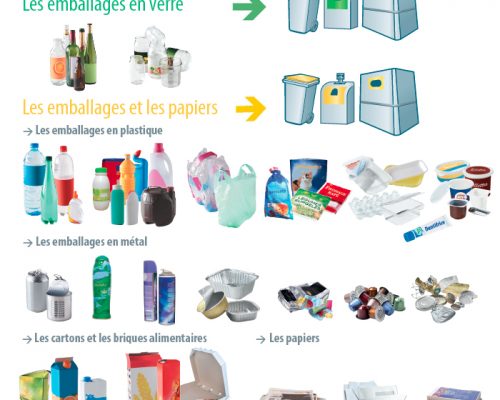 Les emballages en verre
Les emballages et les papiers
→ Les emballages en plastique
Dentifrice
→ Les emballages en métal
→ Les cartons et les briques alimentaires
→ Les papiers